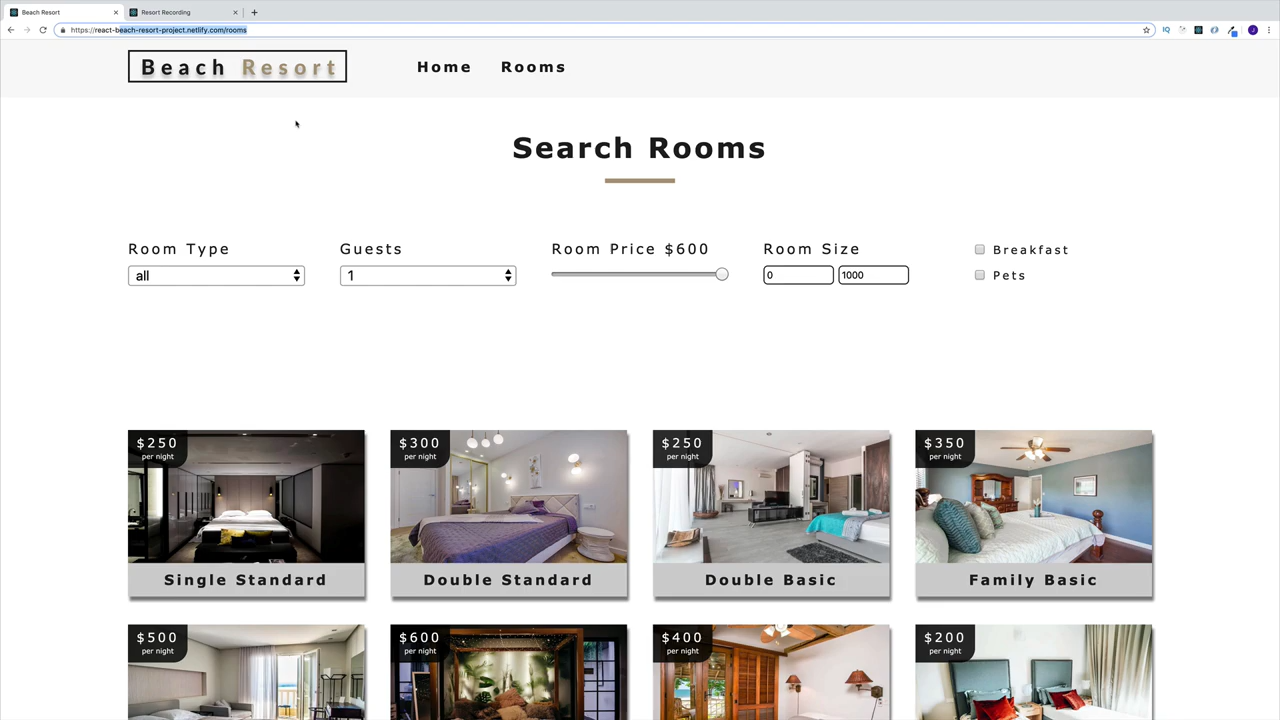 Beach Resort
Resort Recording
https://react-beach-resort-project.netlify.com/rooms
IQ
J
Beach Resort
Home
Rooms
Search Rooms
Room Type
Guests
Room Price $600
Room Size
Breakfast
all
1
0
1000
Pets
$250
per night
$300
per night
$250
per night
$350
per night
Single Standard
Double Standard
Double Basic
Family Basic
$500
per night
$600
per night
$400
per night
$200
per night